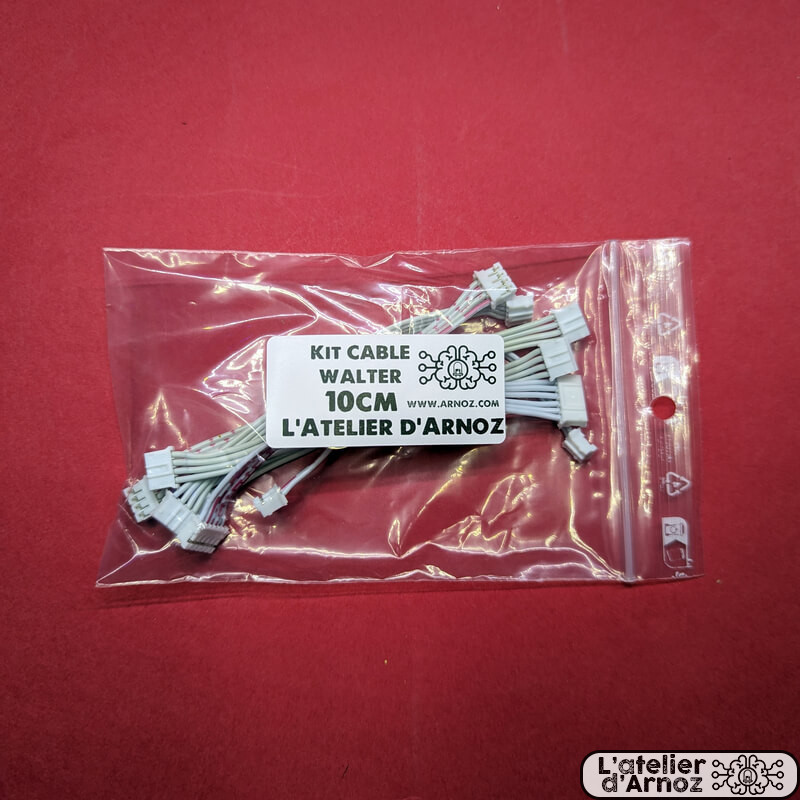 KIT CABLE
WALTER
10CM WWW.ARNOZ.COM
L'ATELIER D'ARNOZ
L'atelier
d'Arnoz